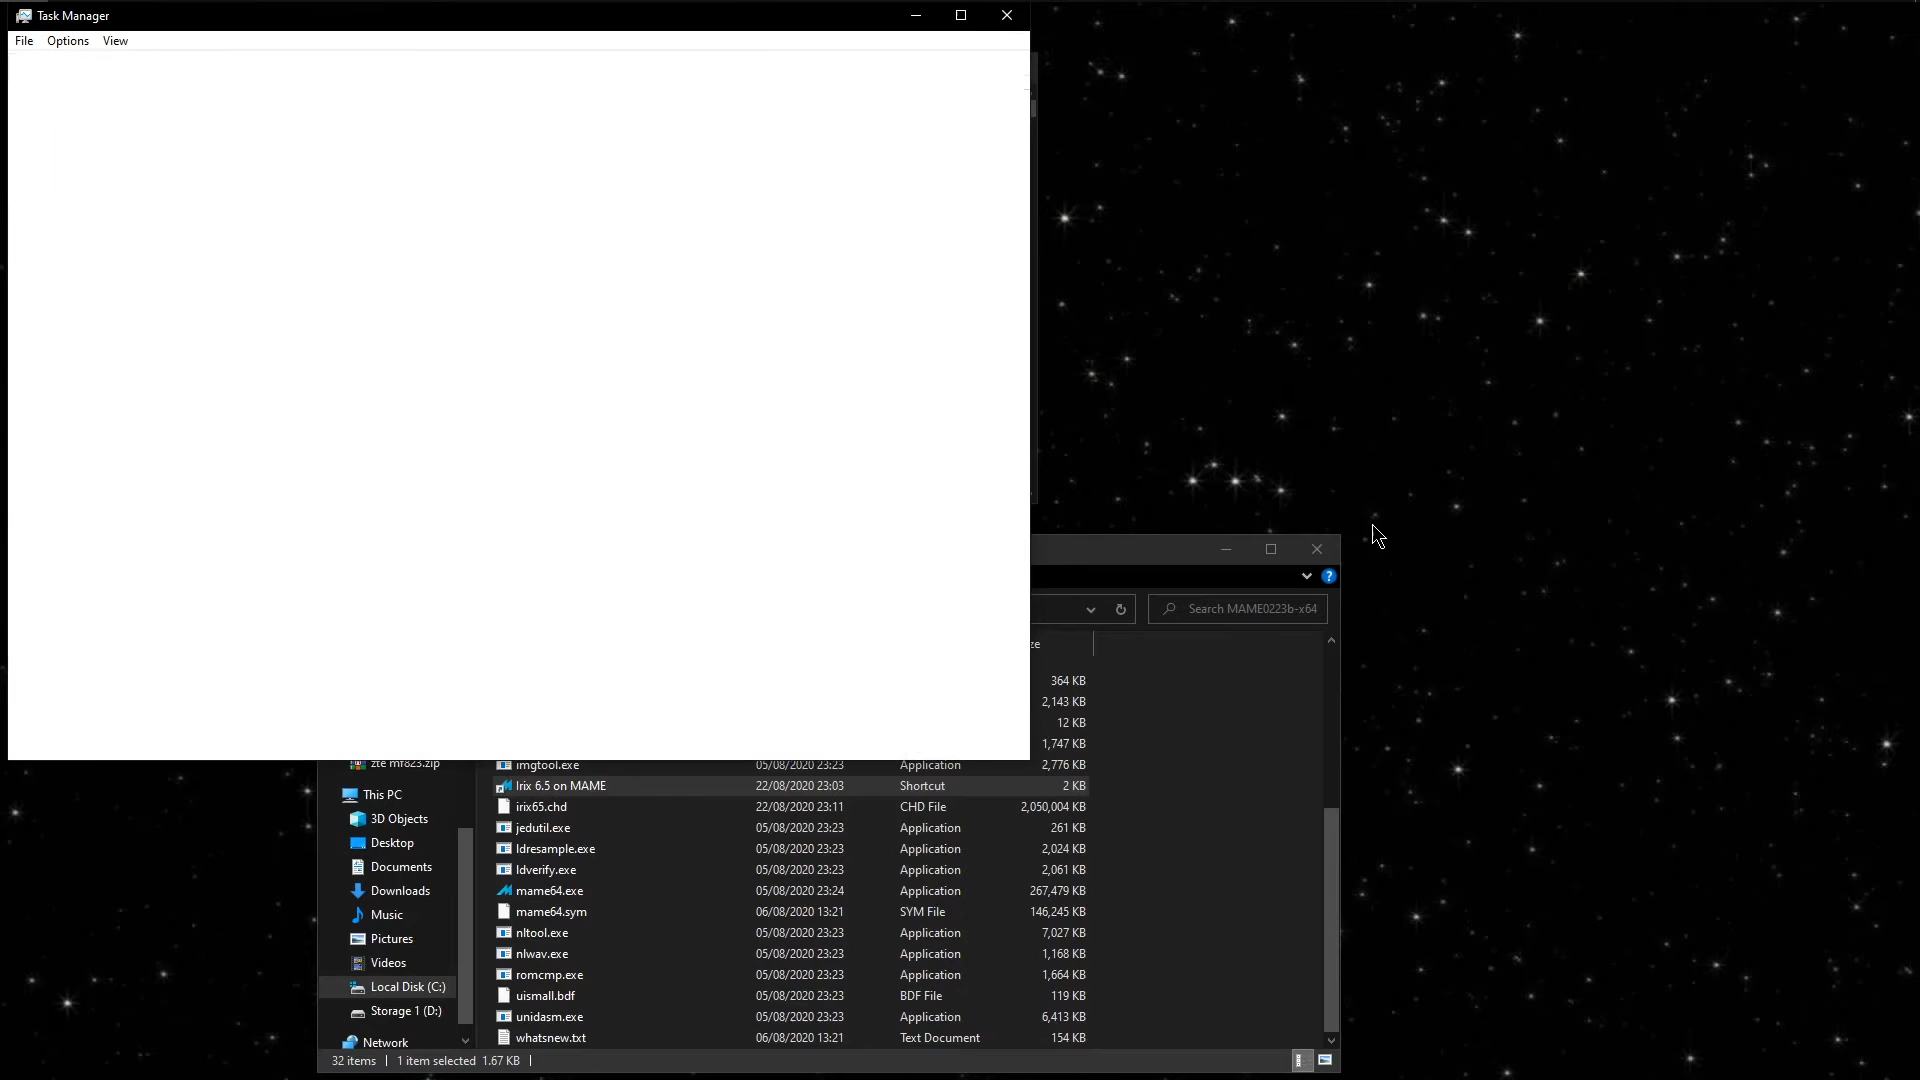 Task Manager
File Options View
Search MAME0223b-x64
ze
364 KB
2,143 KB
12 KB
1,747 KB
zte mf823.zip
This PC
3D Objects
Desktop
Documents
Downloads
Music
Pictures
Videos
Local Disk (C:)
Storage 1 (D:)
Network
imgtool.exe 05/08/2020 23:23 Application 2,776 KB
Irix 6.5 on MAME 22/08/2020 23:03 Shortcut 2 KB
irix65.chd 22/08/2020 23:11 CHD File 2,050,004 KB
jedutil.exe 05/08/2020 23:23 Application 261 KB
ldresample.exe 05/08/2020 23:23 Application 2,024 KB
ldverify.exe 05/08/2020 23:23 Application 2,061 KB
mame64.exe 05/08/2020 23:24 Application 267,479 KB
mame64.sym 06/08/2020 13:21 SYM File 146,245 KB
nltool.exe 05/08/2020 23:23 Application 7,027 KB
nlwav.exe 05/08/2020 23:23 Application 1,168 KB
romcmp.exe 05/08/2020 23:23 Application 1,664 KB
uismall.bdf 05/08/2020 23:23 BDF File 119 KB
unidasm.exe 05/08/2020 23:23 Application 6,413 KB
whatsnew.txt 06/08/2020 13:21 Text Document 154 KB
32 items 1 item selected 1.67 KB